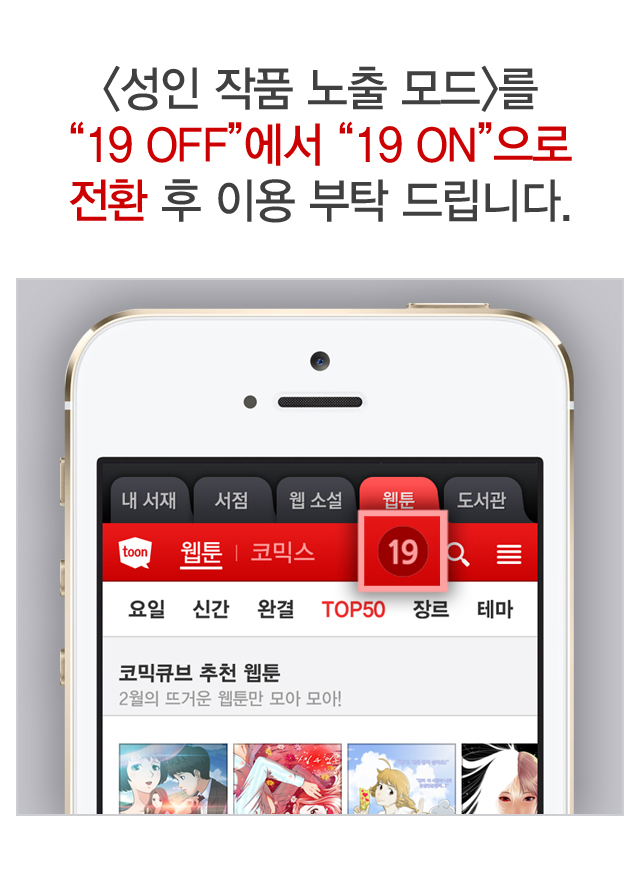 〈성인 작품 노출 모드〉를
“19 OFF”에서 “19 ON”으로
전환 후 이용 부탁 드립니다.
내 서재 서점 웹 소설 웹툰 도서관
toon 웹툰 | 코믹스 19
요일 신간 완결 TOP50 장르 테마
코믹큐브 추천 웹툰
2월의 뜨거운 웹툰만 모아 모아!